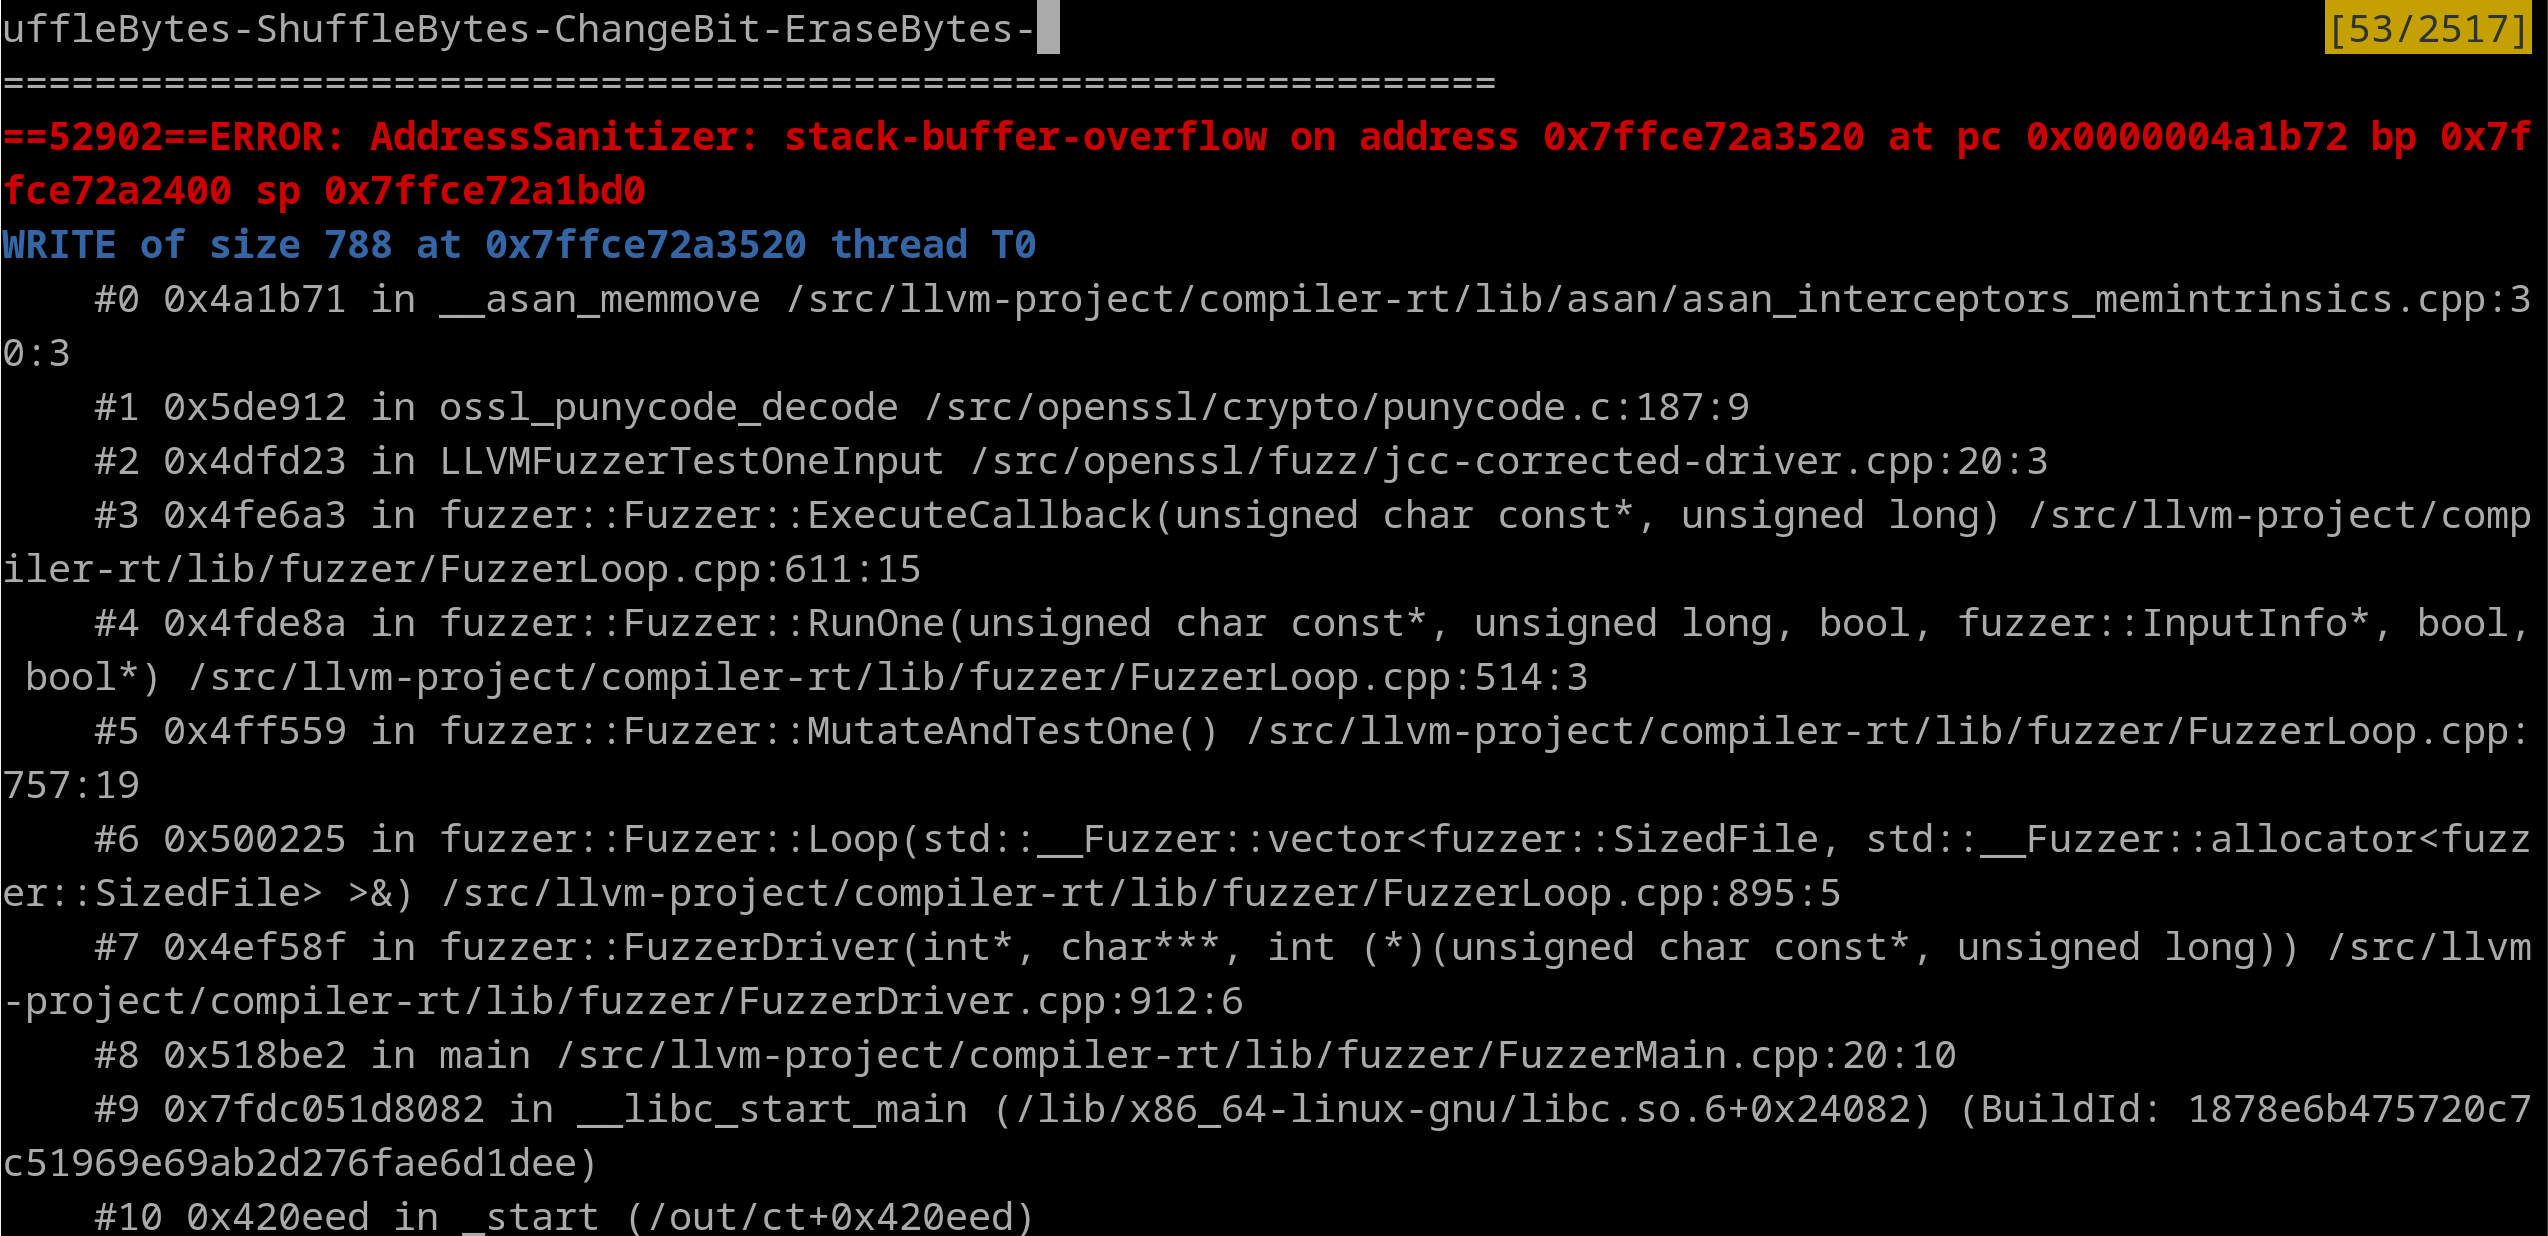 uffleBytes-ShuffleBytes-ChangeBit-EraseBytes- [53/2517]
=================================================================
==52902==ERROR: AddressSanitizer: stack-buffer-overflow on address 0x7ffce72a3520 at pc 0x0000004a1b72 bp 0x7f
fce72a2400 sp 0x7ffce72a1bd0
WRITE of size 788 at 0x7ffce72a3520 thread T0
    #0 0x4a1b71 in __asan_memmove /src/llvm-project/compiler-rt/lib/asan/asan_interceptors_memintrinsics.cpp:3
0:3
    #1 0x5de912 in ossl_punycode_decode /src/openssl/crypto/punycode.c:187:9
    #2 0x4dfd23 in LLVMFuzzerTestOneInput /src/openssl/fuzz/jcc-corrected-driver.cpp:20:3
    #3 0x4fe6a3 in fuzzer::Fuzzer::ExecuteCallback(unsigned char const*, unsigned long) /src/llvm-project/comp
iler-rt/lib/fuzzer/FuzzerLoop.cpp:611:15
    #4 0x4fde8a in fuzzer::Fuzzer::RunOne(unsigned char const*, unsigned long, bool, fuzzer::InputInfo*, bool,
 bool*) /src/llvm-project/compiler-rt/lib/fuzzer/FuzzerLoop.cpp:514:3
    #5 0x4ff559 in fuzzer::Fuzzer::MutateAndTestOne() /src/llvm-project/compiler-rt/lib/fuzzer/FuzzerLoop.cpp:
757:19
    #6 0x500225 in fuzzer::Fuzzer::Loop(std::__Fuzzer::vector<fuzzer::SizedFile, std::__Fuzzer::allocator<fuzz
er::SizedFile> >&) /src/llvm-project/compiler-rt/lib/fuzzer/FuzzerLoop.cpp:895:5
    #7 0x4ef58f in fuzzer::FuzzerDriver(int*, char***, int (*)(unsigned char const*, unsigned long)) /src/llvm
-project/compiler-rt/lib/fuzzer/FuzzerDriver.cpp:912:6
    #8 0x518be2 in main /src/llvm-project/compiler-rt/lib/fuzzer/FuzzerMain.cpp:20:10
    #9 0x7fdc051d8082 in __libc_start_main (/lib/x86_64-linux-gnu/libc.so.6+0x24082) (BuildId: 1878e6b475720c7
c51969e69ab2d276fae6d1dee)
    #10 0x420eed in _start (/out/ct+0x420eed)